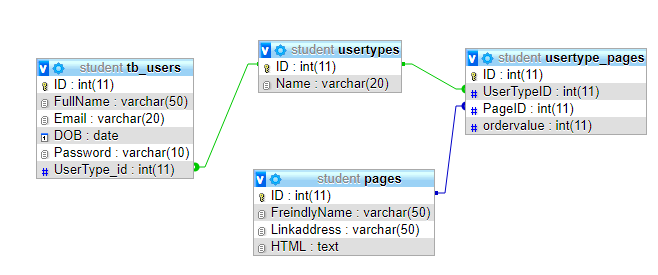 student tb_users
ID : int(11)
FullName : varchar(50)
Email : varchar(20)
DOB : date
Password : varchar(10)
# UserType_id : int(11)
student usertypes
ID : int(11)
Name : varchar(20)
student usertype_pages
ID : int(11)
# UserTypeID : int(11)
# PageID : int(11)
# ordervalue : int(11)
student pages
ID : int(11)
FreindlyName : varchar(50)
Linkaddress : varchar(50)
HTML : text